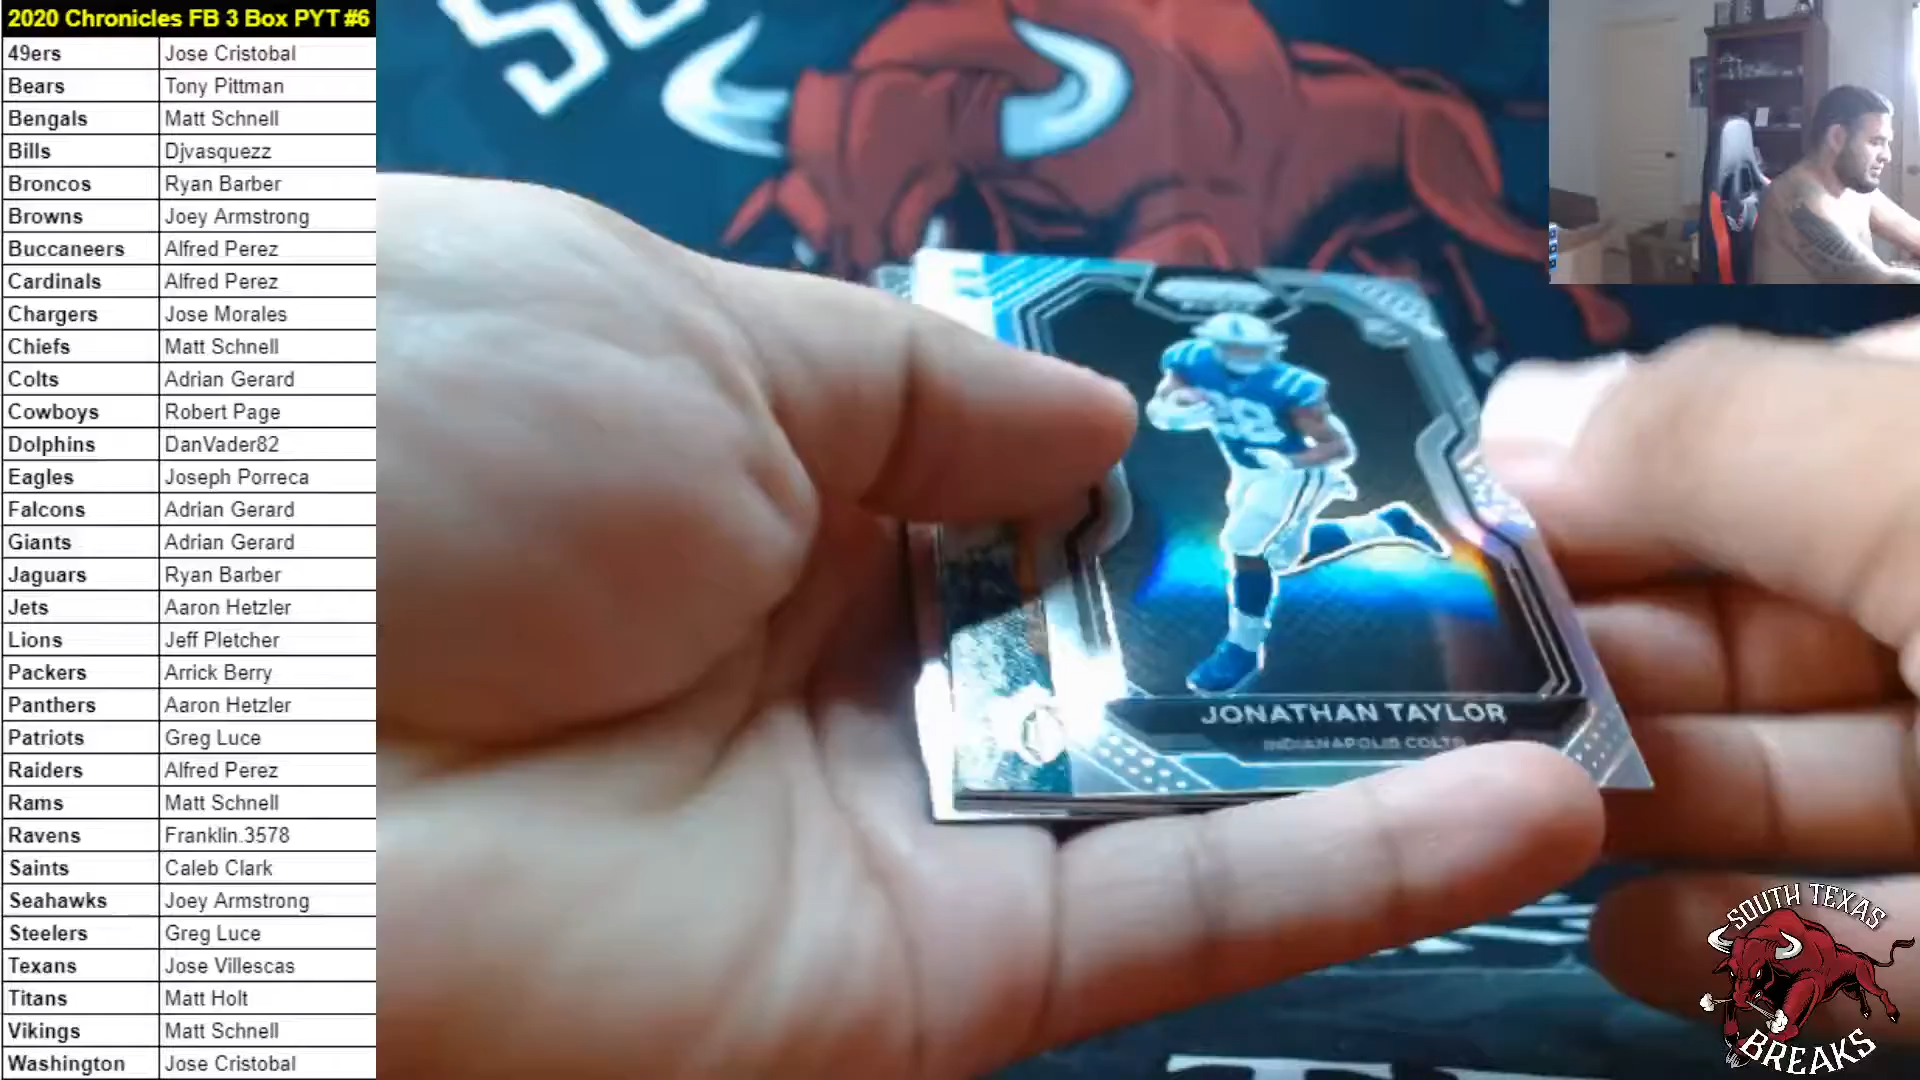 2020 Chronicles FB 3 Box PYT #6
49ers Jose Cristobal
Bears Tony Pittman
Bengals Matt Schnell
Bills Djvasquezz
Broncos Ryan Barber
Browns Joey Armstrong
Buccaneers Alfred Perez
Cardinals Alfred Perez
Chargers Jose Morales
Chiefs Matt Schnell
Colts Adrian Gerard
Cowboys Robert Page
Dolphins DanVader82
Eagles Joseph Porreca
Falcons Adrian Gerard
Giants Adrian Gerard
Jaguars Ryan Barber
Jets Aaron Hetzler
Lions Jeff Pletcher
Packers Arrick Berry
Panthers Aaron Hetzler
Patriots Greg Luce
Raiders Alfred Perez
Rams Matt Schnell
Ravens Franklin.3578
Saints Caleb Clark
Seahawks Joey Armstrong
Steelers Greg Luce
Texans Jose Villescas
Titans Matt Holt
Vikings Matt Schnell
Washington Jose Cristobal
28
JONATHAN TAYLOR
INDIANAPOLIS COLTS
SOUTH TEXAS
BREAKS